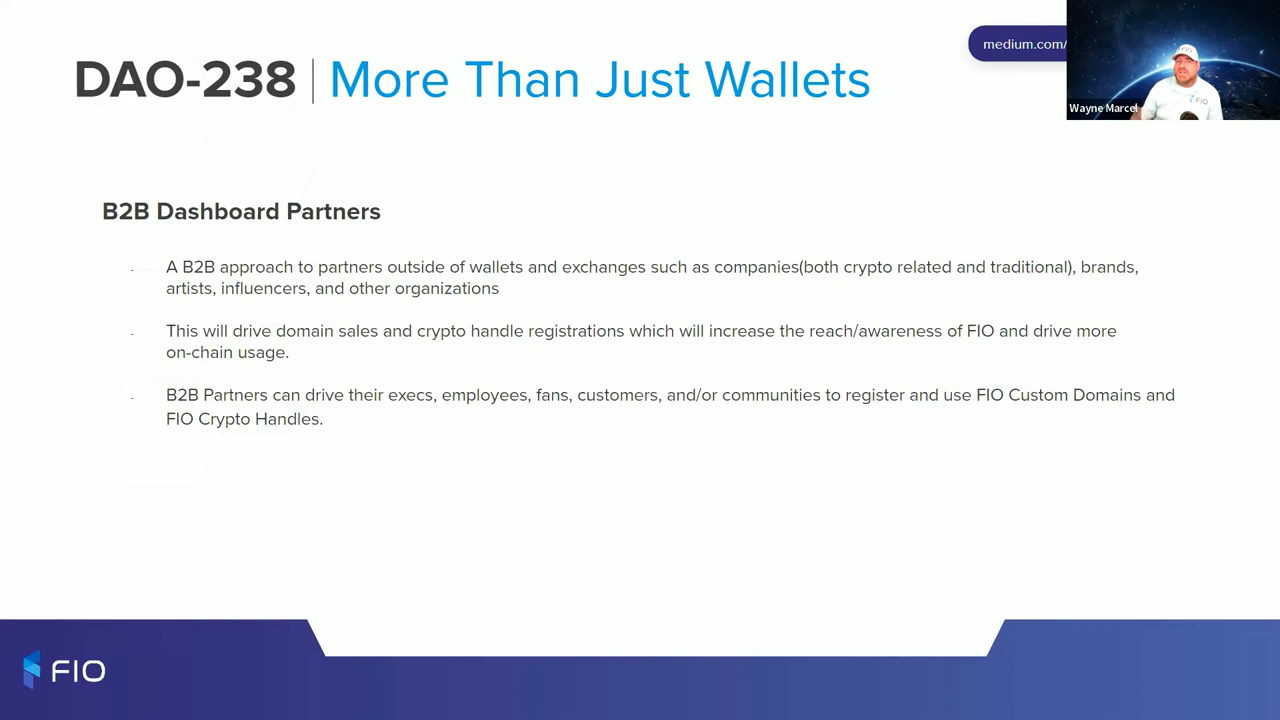 DAO-238 | More Than Just Wallets
medium.com/
FIO
FIO
Wayne Marcel
B2B Dashboard Partners
- A B2B approach to partners outside of wallets and exchanges such as companies(both crypto related and traditional), brands,
artists, influencers, and other organizations
- This will drive domain sales and crypto handle registrations which will increase the reach/awareness of FIO and drive more
on-chain usage.
- B2B Partners can drive their execs, employees, fans, customers, and/or communities to register and use FIO Custom Domains and
FIO Crypto Handles.
FIO